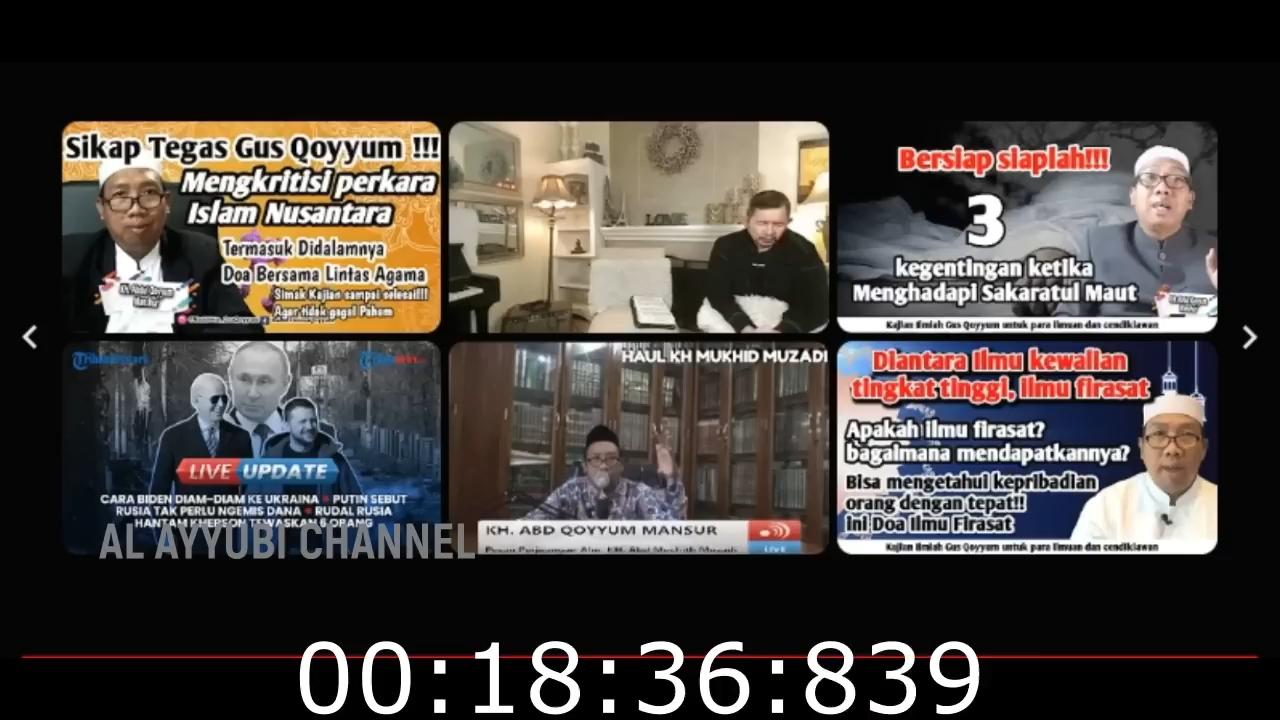 Sikap Tegas Gus Qoyyum !!!
Mengkritisi perkara
Islam Nusantara
Termasuk Didalamnya
Doa Bersama Lintas Agama
Simak Kajian sampai selesai!!!
Agar tidak gagal Paham
LOVE
Bersiap siaplah!!!
3
kegentingan ketika
Menghadapi Sakaratul Maut
Kajian Ilmiah Gus Qoyyum untuk para ilmuan dan cendikiawan
LIVE UPDATE
CARA BIDEN DIAM-DIAM KE UKRAINA • PUTIN SEBUT
RUSIA TAK PERLU NGEMIS DANA • RUDAL RUSIA
HANTAM KHERSON TEWASKAN 6 ORANG
AL AYYUBI CHANNEL
HAUL KH MUKHID MUZADI
KH. ABD QOYYUM MANSUR
LIVE
Diantara Ilmu kewalian
tingkat tinggi, ilmu firasat
Apakah ilmu firasat?
bagaimana mendapatkannya?
Bisa mengetahui kepribadian
orang dengan tepat!!
ini Doa Ilmu Firasat
Kajian Ilmiah Gus Qoyyum untuk para ilmuan dan cendikiawan
00:18:36:839